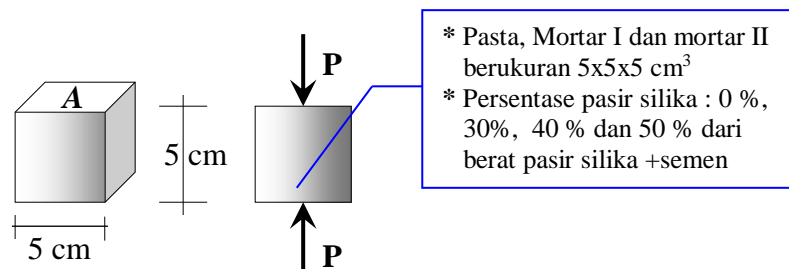 A
5 cm
5 cm
P
P
* Pasta, Mortar I dan mortar II
berukuran 5x5x5 cm³
* Persentase pasir silika : 0 %,
30%, 40 % dan 50 % dari
berat pasir silika +semen